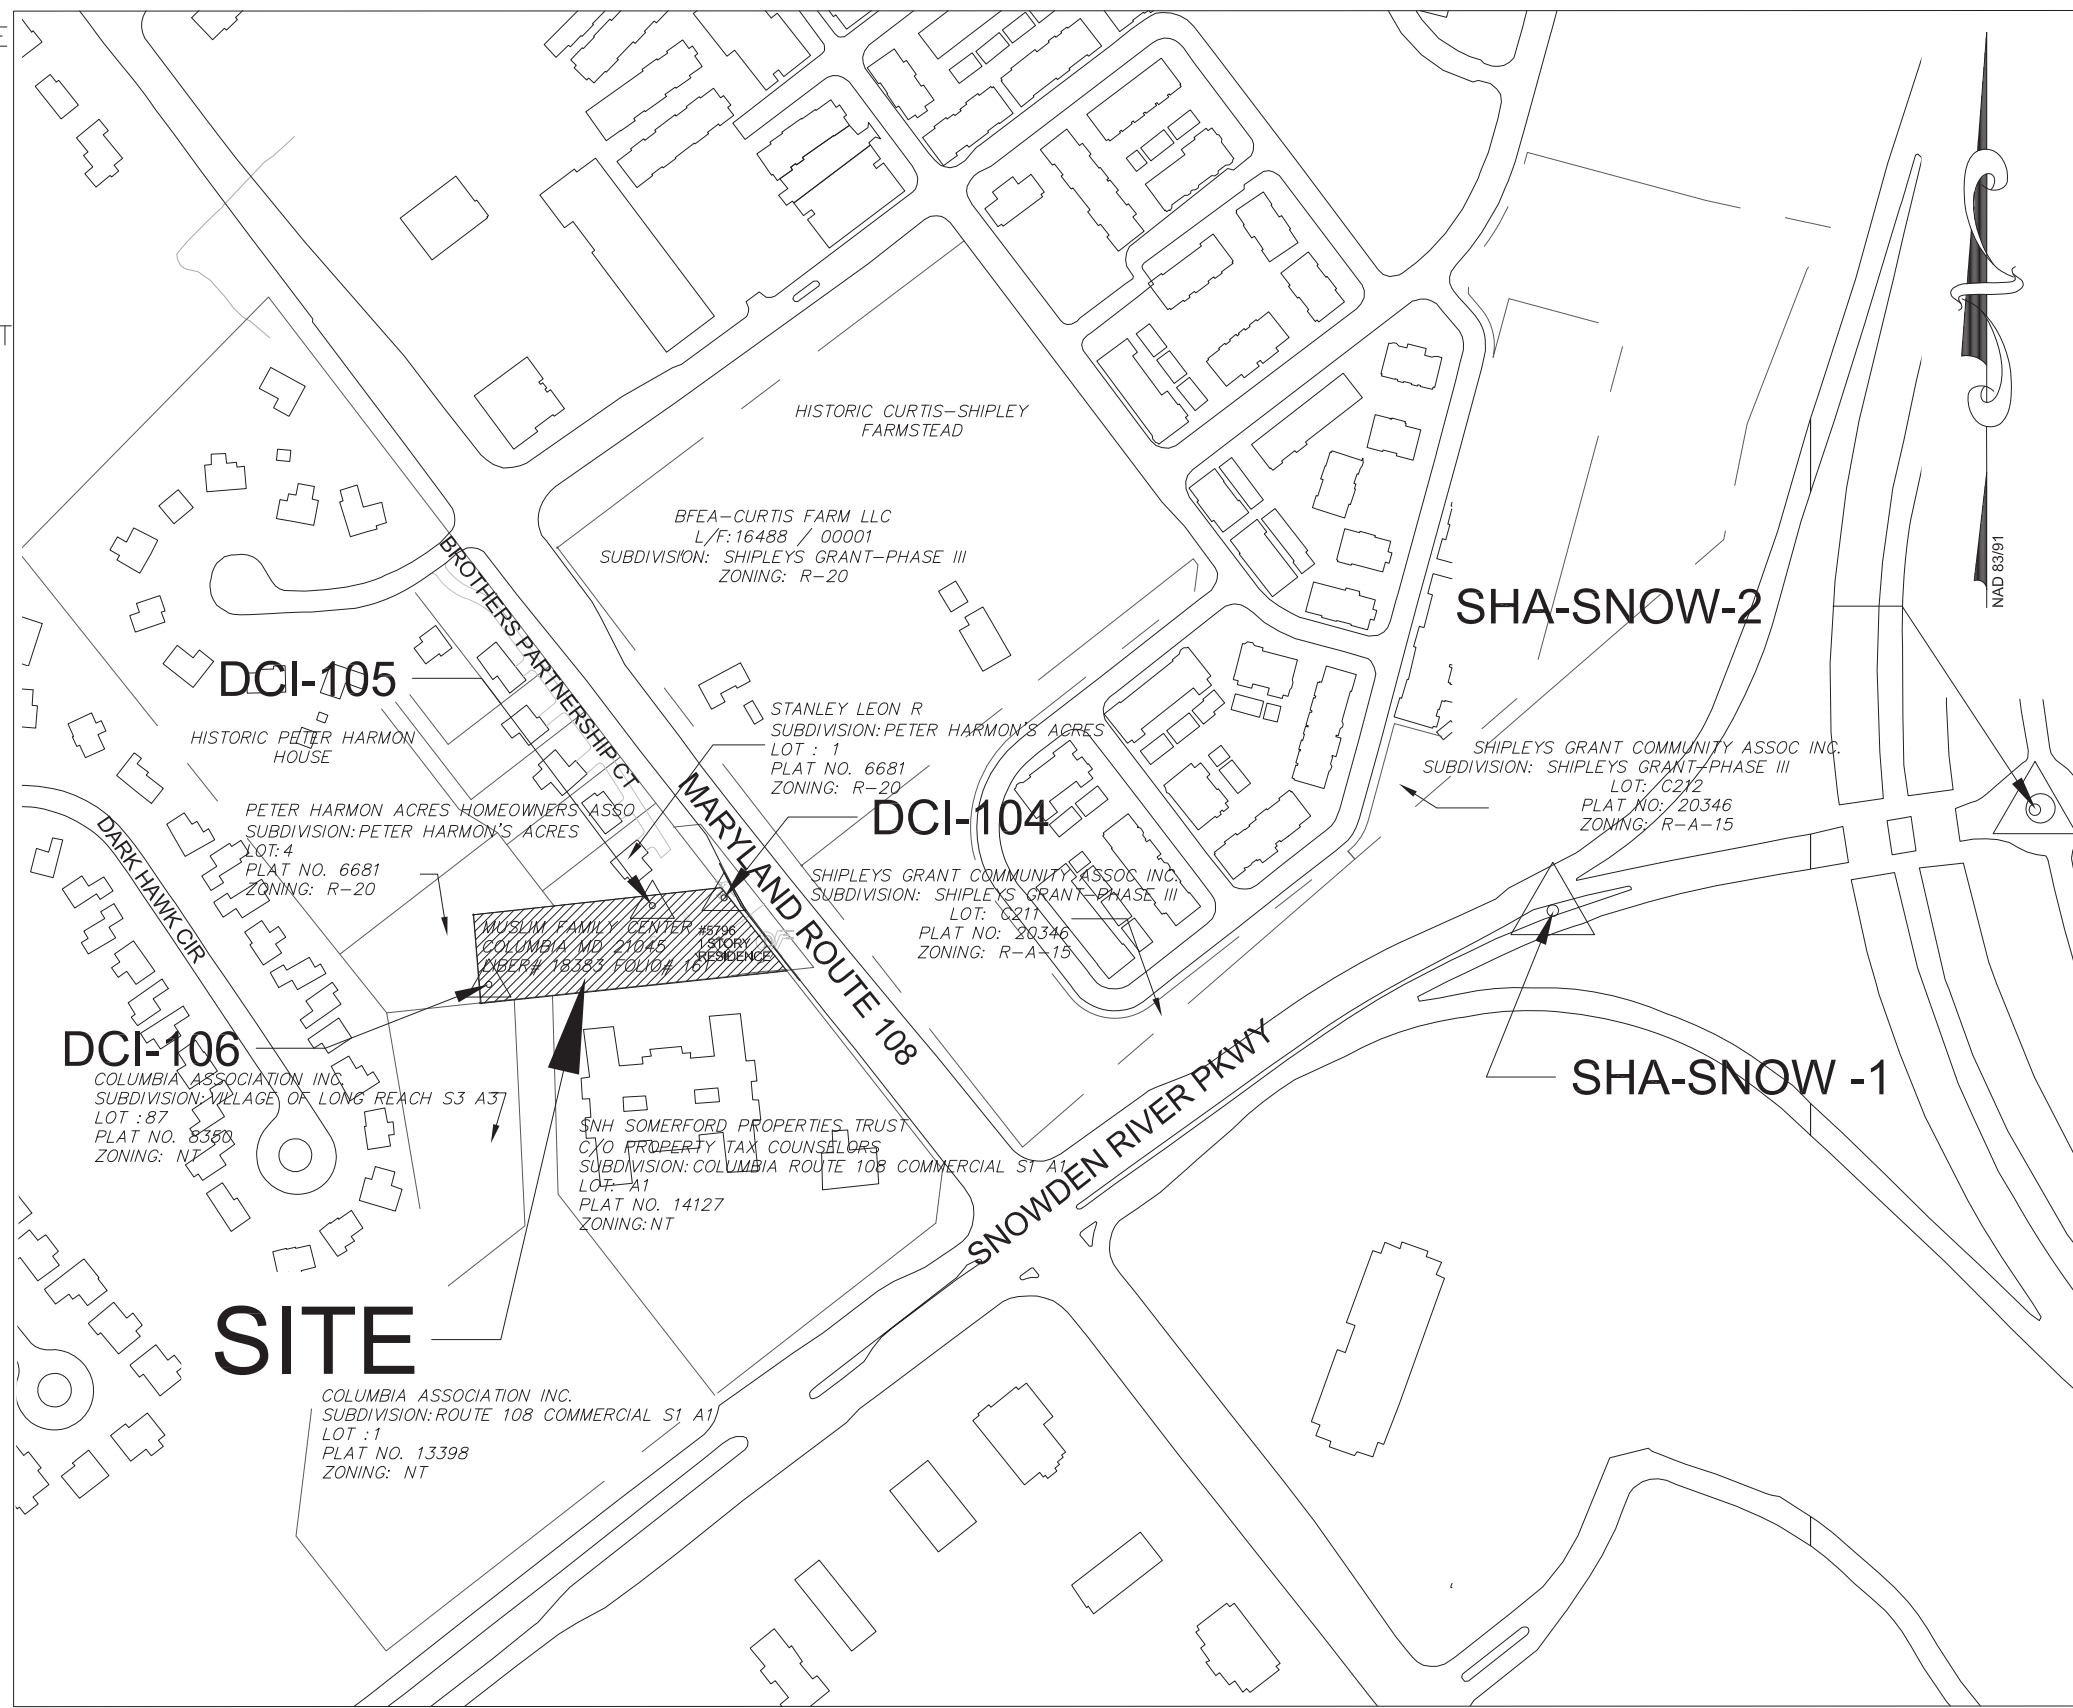 E
T
HISTORIC CURTIS-SHIPLEY
FARMSTEAD
BFEA-CURTIS FARM LLC
L/F: 16488 / 00001
SUBDIVISION: SHIPLEYS GRANT-PHASE III
ZONING: R-20
NAD 83/91
SHA-SNOW-2
BROTHERS PARTNERSHIP CT
DCI-105
HISTORIC PETER HARMON
HOUSE
STANLEY LEON R
SUBDIVISION: PETER HARMON'S ACRES
LOT : 1
PLAT NO. 6681
ZONING: R-20
SHIPLEYS GRANT COMMUNITY ASSOC INC.
SUBDIVISION: SHIPLEYS GRANT-PHASE III
LOT: C212
PLAT NO: 20346
ZONING: R-A-15
PETER HARMON ACRES HOMEOWNERS ASSO
SUBDIVISION: PETER HARMON'S ACRES
LOT: 4
PLAT NO. 6681
ZONING: R-20
DCI-104
MARYLAND ROUTE 108
DARK HAWK CIR
SHIPLEYS GRANT COMMUNITY ASSOC INC.
SUBDIVISION: SHIPLEYS GRANT-PHASE III
LOT: C211
PLAT NO: 20346
ZONING: R-A-15
MUSLIM FAMILY CENTER
COLUMBIA MD 21045
LIBER# 18383 FOLIO# 161
#5796
1 STORY
RESIDENCE
DCI-106
COLUMBIA ASSOCIATION INC.
SUBDIVISION: VILLAGE OF LONG REACH S3 A3
LOT : 87
PLAT NO. 8350
ZONING: NT
SHA-SNOW -1
SNH SOMERFORD PROPERTIES TRUST
C/O PROPERTY TAX COUNSELORS
SUBDIVISION: COLUMBIA ROUTE 108 COMMERCIAL S1 A1
LOT: A1
PLAT NO. 14127
ZONING: NT
SNOWDEN RIVER PKWY
SITE
COLUMBIA ASSOCIATION INC.
SUBDIVISION: ROUTE 108 COMMERCIAL S1 A1
LOT : 1
PLAT NO. 13398
ZONING: NT